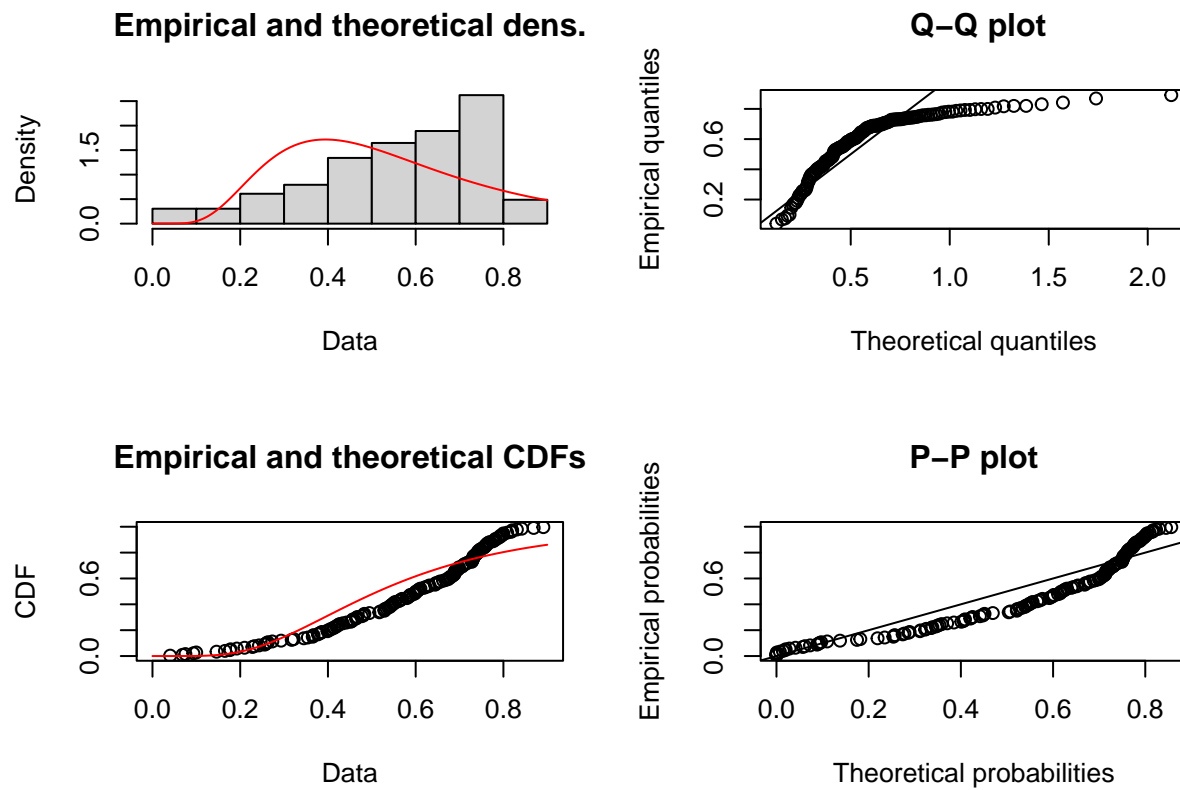 Empirical and theoretical dens.
Density
0.0 1.5
0.0 0.2 0.4 0.6 0.8
Data
Q−Q plot
Empirical quantiles
0.2 0.6
0.5 1.0 1.5 2.0
Theoretical quantiles
Empirical and theoretical CDFs
CDF
0.0 0.6
0.0 0.2 0.4 0.6 0.8
Data
P−P plot
Empirical probabilities
0.0 0.6
0.0 0.2 0.4 0.6 0.8
Theoretical probabilities